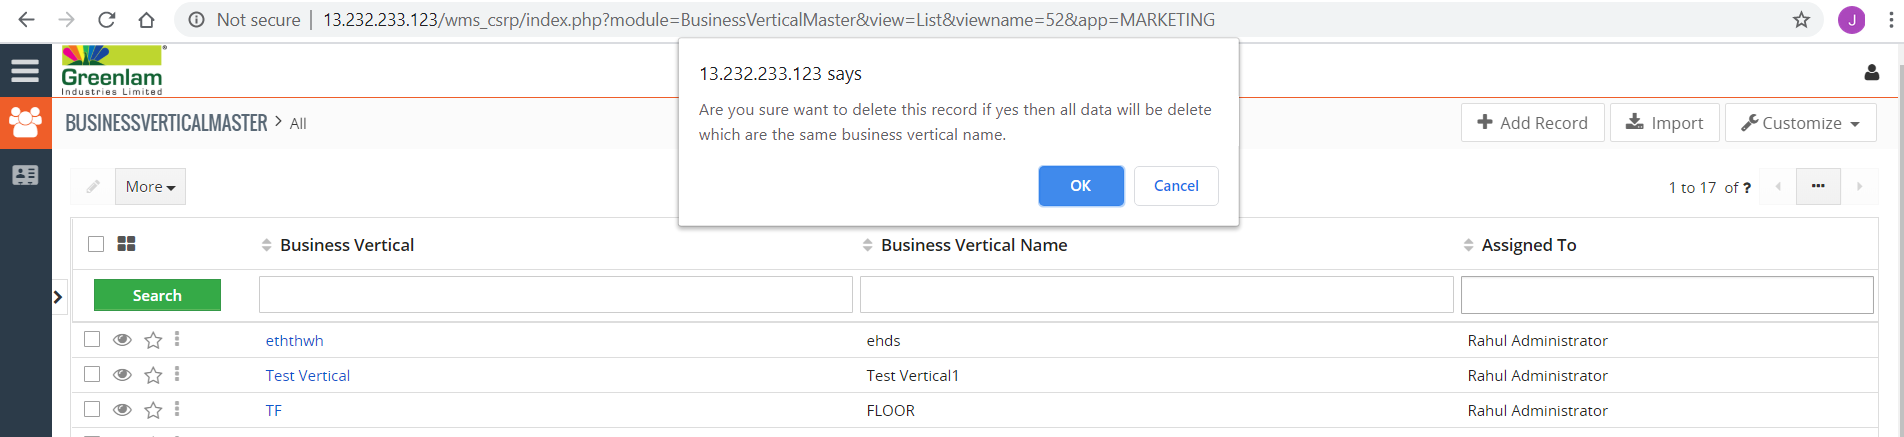 Not secure | 13.232.233.123/wms_csrp/index.php?module=BusinessVerticalMaster&view=List&viewname=52&app=MARKETING
J
Greenlam
Industries Limited
13.232.233.123 says
Are you sure want to delete this record if yes then all data will be delete
which are the same business vertical name.
OK Cancel
BUSINESSVERTICALMASTER > All
Add Record Import Customize
More
1 to 17 of ?
Business Vertical Business Vertical Name Assigned To
Search
eththwh ehds Rahul Administrator
Test Vertical Test Vertical1 Rahul Administrator
TF FLOOR Rahul Administrator